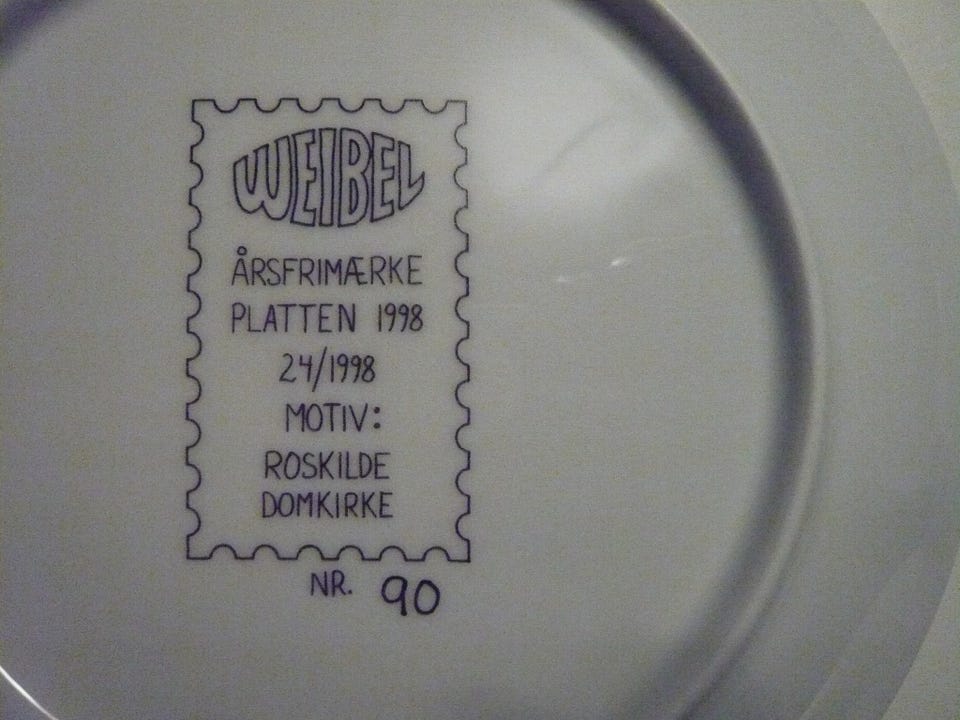 WEIBEL
ÅRSFRIMÆRKE
PLATTEN 1998
24/1998
MOTIV:
ROSKILDE
DOMKIRKE
NR. 90